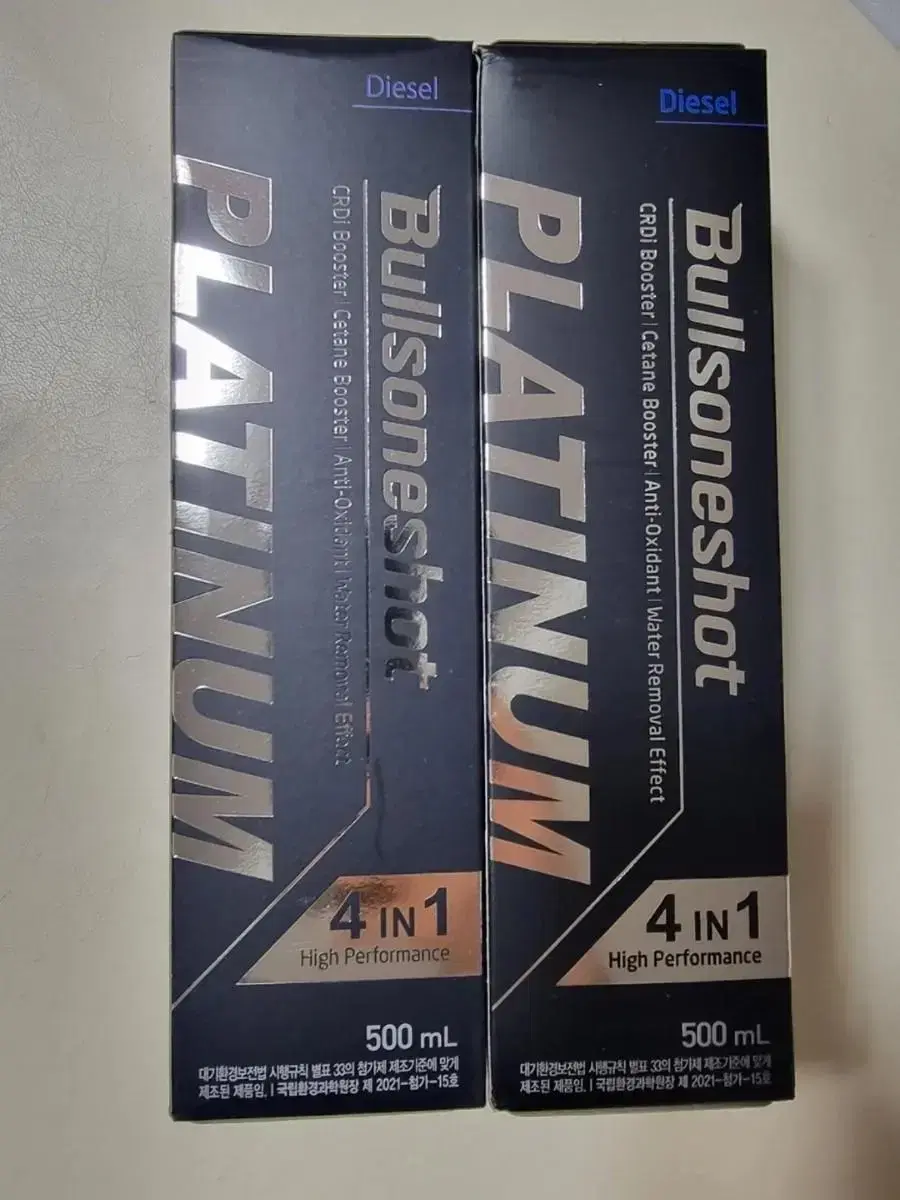 Diesel
Bullsoneshot
CRDi Booster | Cetane Booster | Anti-Oxidant | Water Removal Effect
PLATINUM
4 IN 1
High Performance
500 mL
대기환경보전법 시행규칙 별표 33의 첨가제 제조기준에 맞게
제조된 제품임. | 국립환경과학원장 제 2021-첨가-15호
Diesel
Bullsoneshot
CRDi Booster | Cetane Booster | Anti-Oxidant | Water Removal Effect
PLATINUM
4 IN 1
High Performance
500 mL
대기환경보전법 시행규칙 별표 33의 첨가제 제조기준에 맞게
제조된 제품임. | 국립환경과학원장 제 2021-첨가-15호